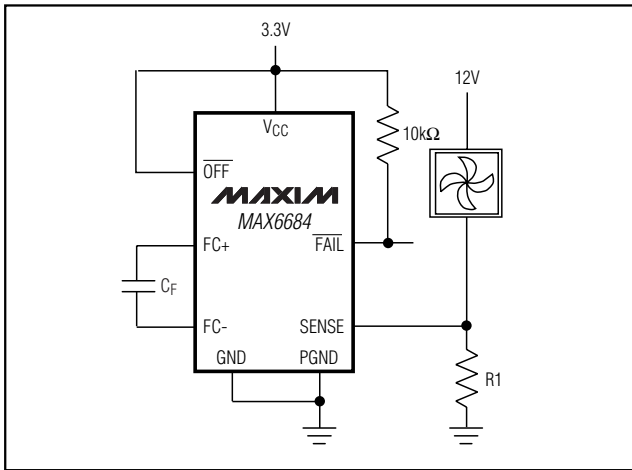 3.3V
12V
VCC
10kΩ
OFF
MAXIM
MAX6684
FC+
FAIL
CF
FC-
SENSE
GND
PGND
R1